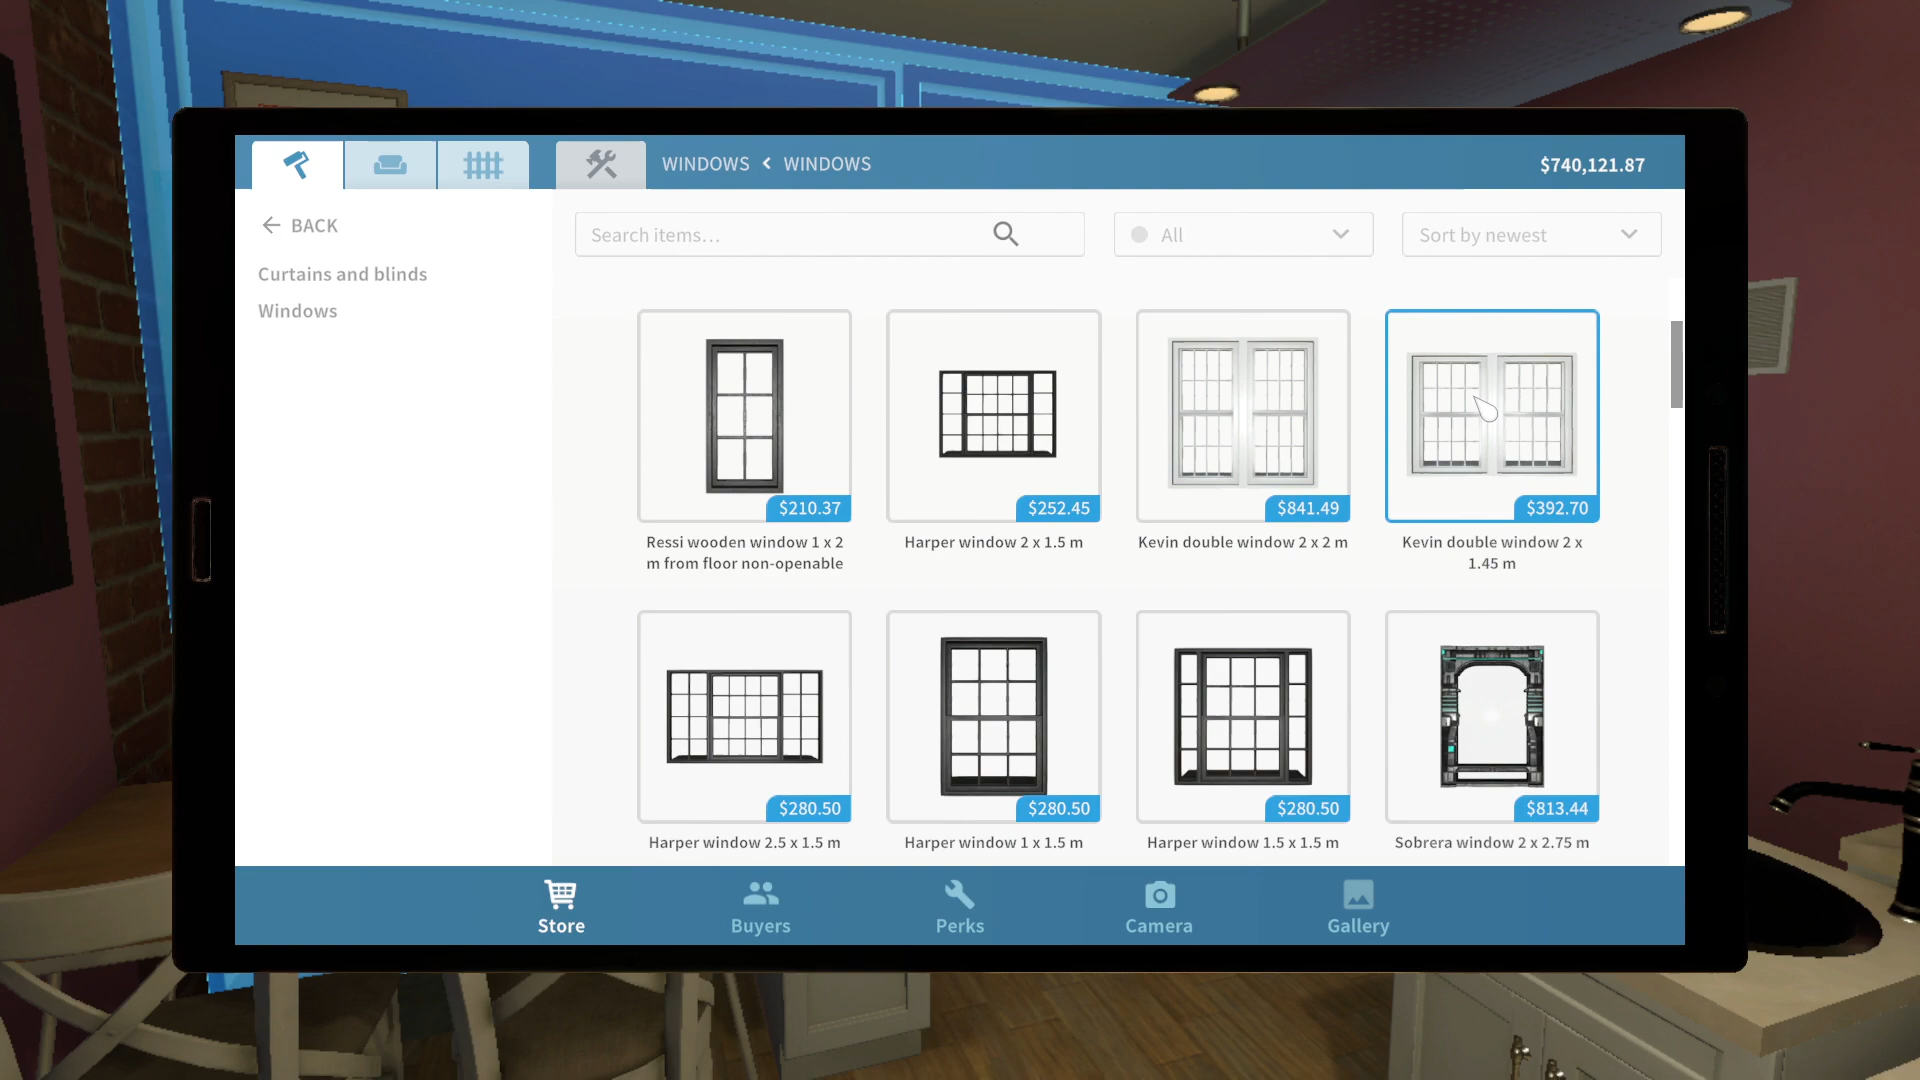 WINDOWS < WINDOWS
$740,121.87
BACK
Curtains and blinds
Windows
Search items...
All
Sort by newest
$210.37
$252.45
$841.49
$392.70
Ressi wooden window 1 x 2
m from floor non-openable
Harper window 2 x 1.5 m
Kevin double window 2 x 2 m
Kevin double window 2 x
1.45 m
$280.50
$280.50
$280.50
$813.44
Harper window 2.5 x 1.5 m
Harper window 1 x 1.5 m
Harper window 1.5 x 1.5 m
Sobrera window 2 x 2.75 m
Store
Buyers
Perks
Camera
Gallery